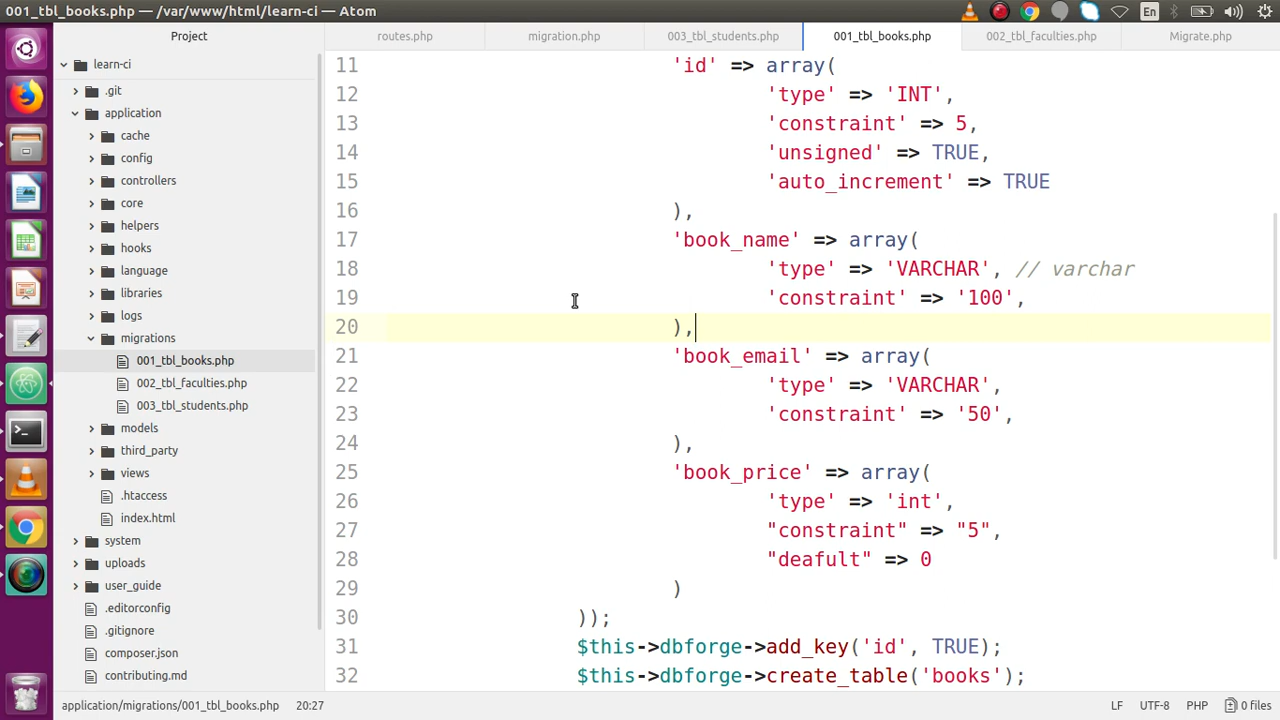 001_tbl_books.php — /var/www/html/learn-ci — Atom
En
Project
routes.php
migration.php
003_tbl_students.php
001_tbl_books.php
002_tbl_faculties.php
Migrate.php
learn-ci
.git
application
cache
config
controllers
core
helpers
hooks
language
libraries
logs
migrations
001_tbl_books.php
002_tbl_faculties.php
003_tbl_students.php
models
third_party
views
.htaccess
index.html
system
uploads
user_guide
.editorconfig
.gitignore
composer.json
contributing.md
11 'id' => array(
12 'type' => 'INT',
13 'constraint' => 5,
14 'unsigned' => TRUE,
15 'auto_increment' => TRUE
16 ),
17 'book_name' => array(
18 'type' => 'VARCHAR', // varchar
19 'constraint' => '100',
20 ),
21 'book_email' => array(
22 'type' => 'VARCHAR',
23 'constraint' => '50',
24 ),
25 'book_price' => array(
26 'type' => 'int',
27 "constraint" => "5",
28 "deafult" => 0
29 )
30 ));
31 $this->dbforge->add_key('id', TRUE);
32 $this->dbforge->create_table('books');
application/migrations/001_tbl_books.php 20:27
LF UTF-8 PHP 0 files